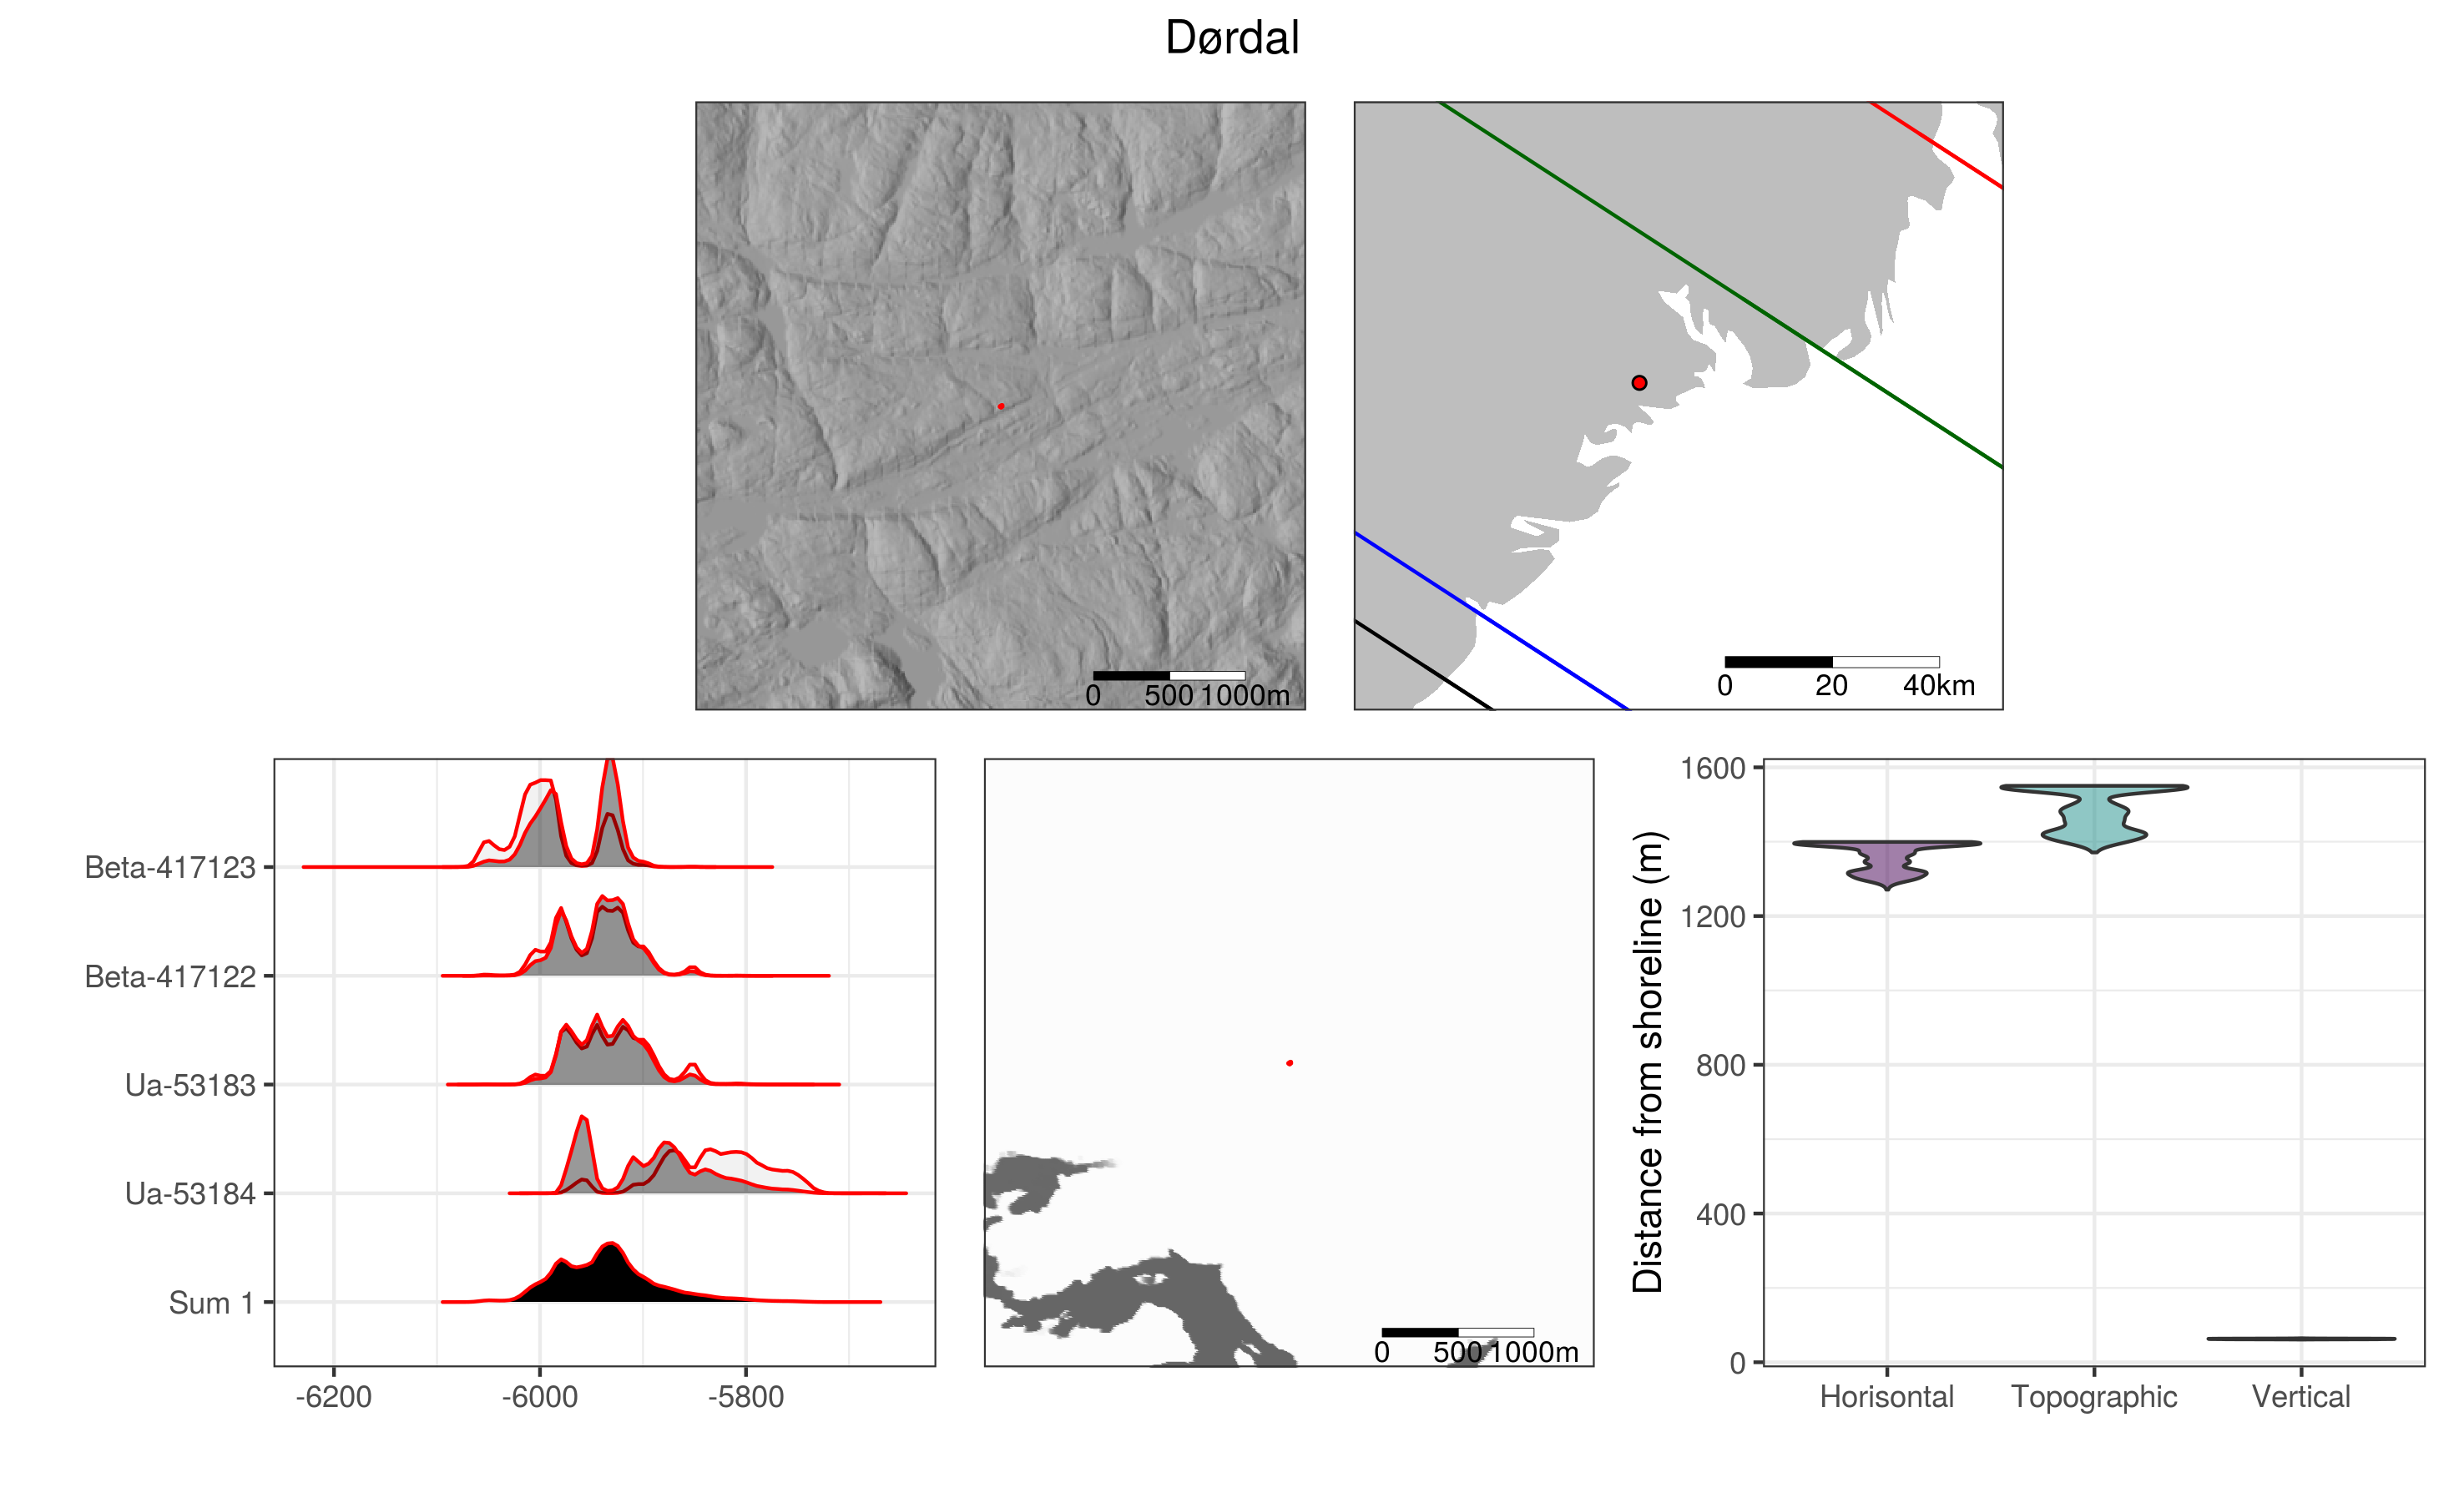 Dørdal
0 500 1000m
0 20 40km
Beta-417123
Beta-417122
Ua-53183
Ua-53184
Sum 1
-6200 -6000 -5800
0 500 1000m
Distance from shoreline (m)
1600
1200
800
400
0
Horisontal Topographic Vertical